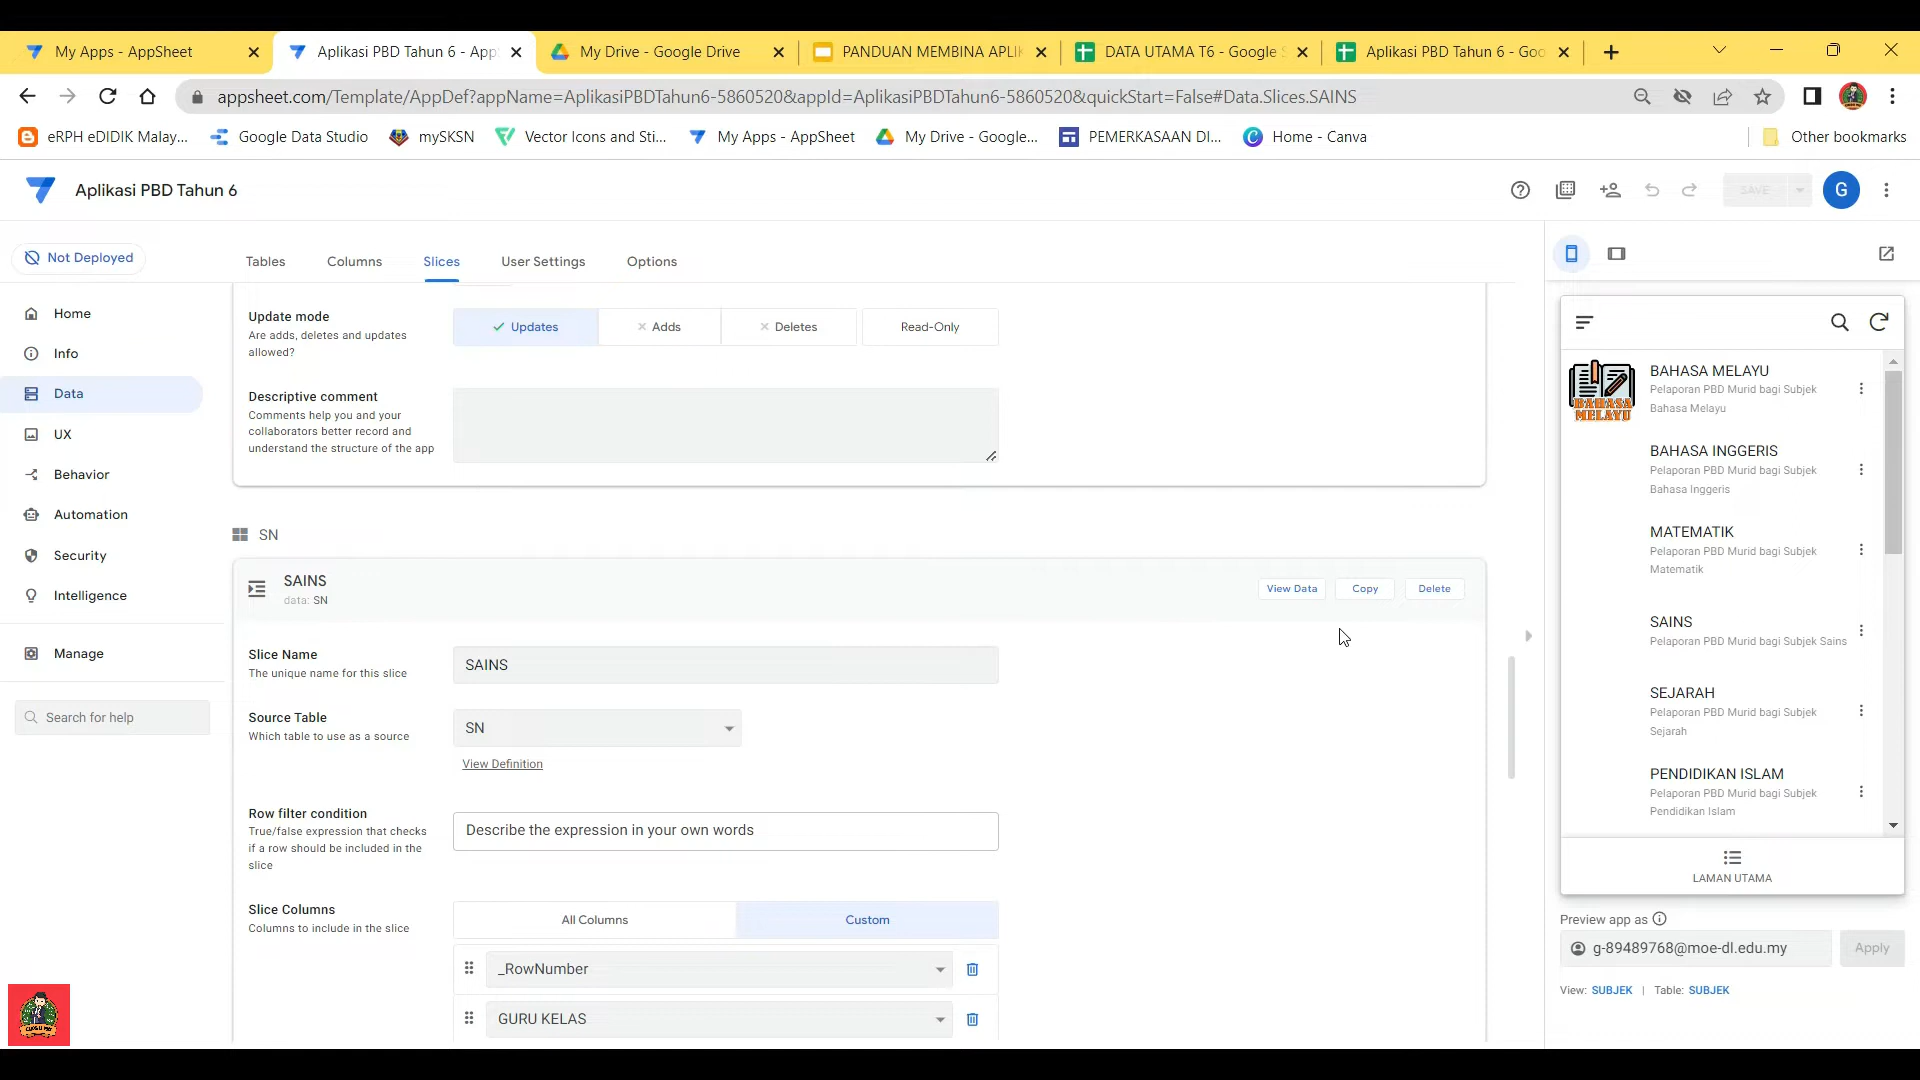 My Apps - AppSheet
Aplikasi PBD Tahun 6 - App
My Drive - Google Drive
PANDUAN MEMBINA APLIK
DATA UTAMA T6 - Google S
Aplikasi PBD Tahun 6 - Goo
appsheet.com/Template/AppDef?appName=AplikasiPBDTahun6-5860520&appId=AplikasiPBDTahun6-5860520&quickStart=False#Data.Slices.SAINS
eRPH eDIDIK Malay...
Google Data Studio
mySKSN
Vector Icons and Sti...
My Apps - AppSheet
My Drive - Google...
PEMERKASAAN DI...
Home - Canva
Other bookmarks
Aplikasi PBD Tahun 6
SAVE
G
Not Deployed
Tables
Columns
Slices
User Settings
Options
Home
Info
Data
UX
Behavior
Automation
Security
Intelligence
Manage
Search for help
Update mode
Are adds, deletes and updates
allowed?
Updates
Adds
Deletes
Read-Only
Descriptive comment
Comments help you and your
collaborators better record and
understand the structure of the app
SN
SAINS
data: SN
View Data
Copy
Delete
Slice Name
The unique name for this slice
SAINS
Source Table
Which table to use as a source
SN
View Definition
Row filter condition
True/false expression that checks
if a row should be included in the
slice
Describe the expression in your own words
Slice Columns
Columns to include in the slice
All Columns
Custom
_RowNumber
GURU KELAS
BAHASA
MELAYU
BAHASA MELAYU
Pelaporan PBD Murid bagi Subjek
Bahasa Melayu
BAHASA INGGERIS
Pelaporan PBD Murid bagi Subjek
Bahasa Inggeris
MATEMATIK
Pelaporan PBD Murid bagi Subjek
Matematik
SAINS
Pelaporan PBD Murid bagi Subjek Sains
SEJARAH
Pelaporan PBD Murid bagi Subjek
Sejarah
PENDIDIKAN ISLAM
Pelaporan PBD Murid bagi Subjek
Pendidikan Islam
LAMAN UTAMA
Preview app as
g-89489768@moe-dl.edu.my
Apply
View: SUBJEK | Table: SUBJEK